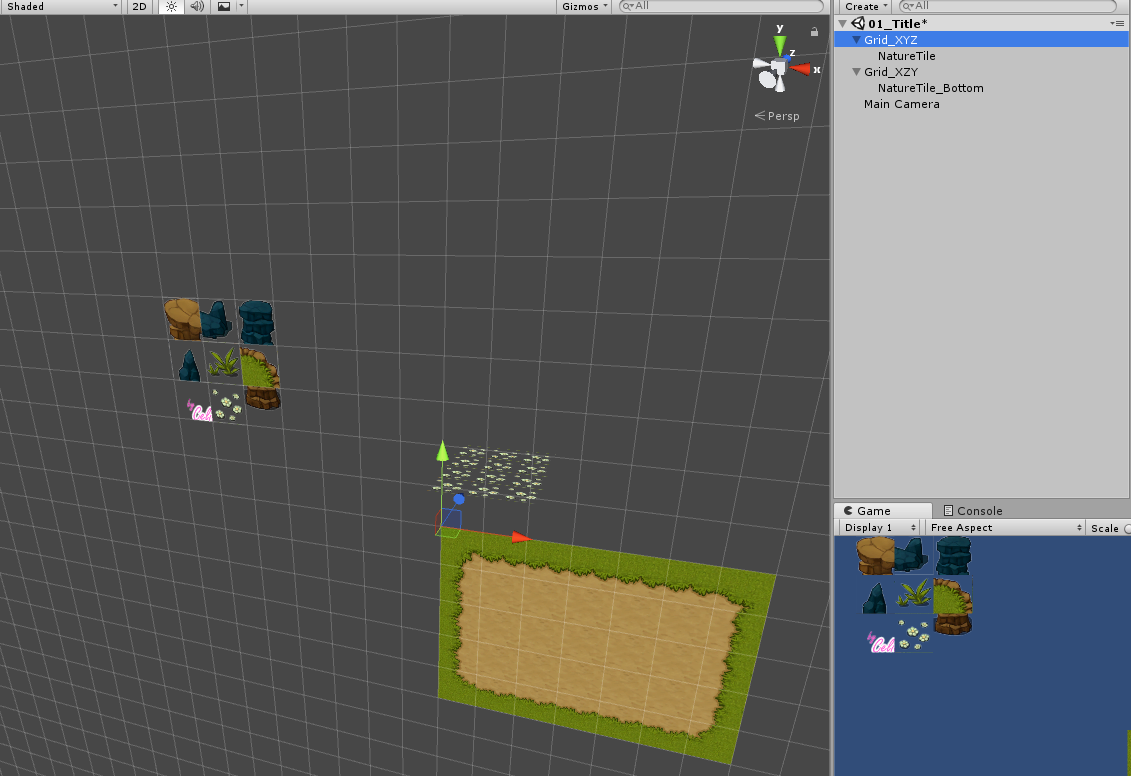 Shaded
2D
Gizmos
All
Create
All
01_Title*
Grid_XYZ
NatureTile
Grid_XZY
NatureTile_Bottom
Main Camera
y
z
x
Persp
Game
Console
Display 1
Free Aspect
Scale